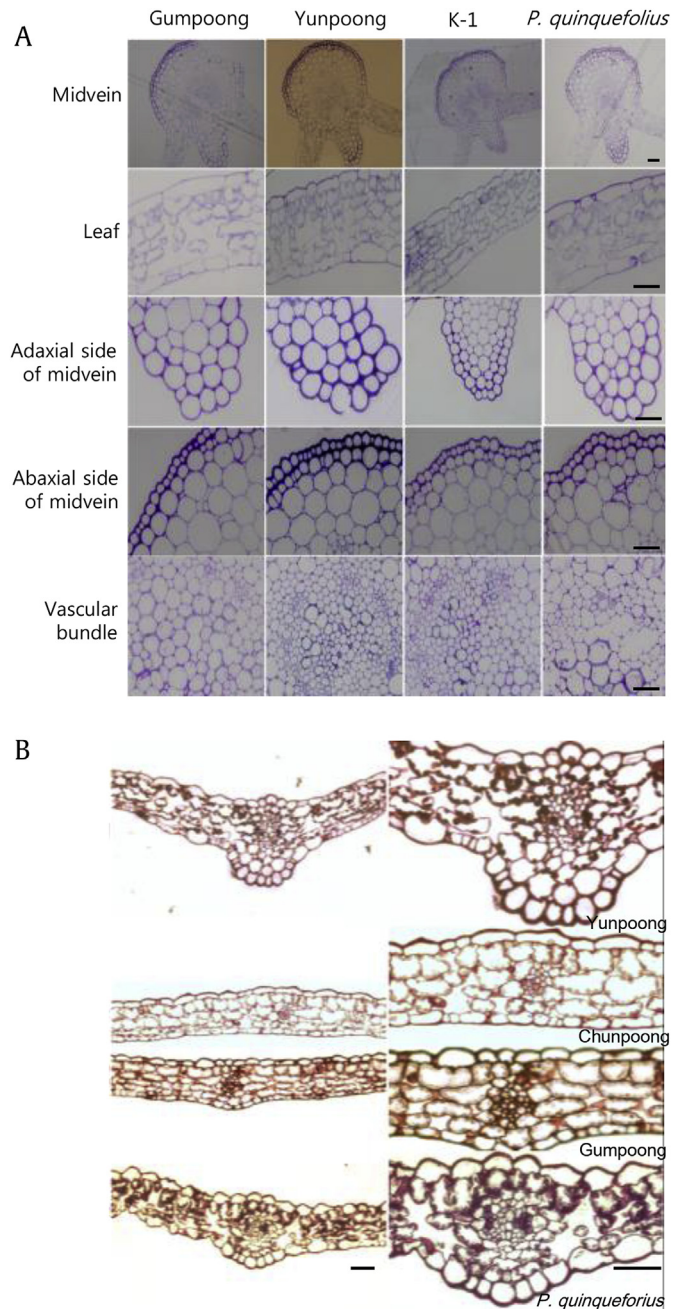 A
Gumpoong Yunpoong K-1 P. quinquefolius
Midvein
Leaf
Adaxial side
of midvein
Abaxial side
of midvein
Vascular
bundle
B
Yunpoong
Chunpoong
Gumpoong
P. quinqueforius